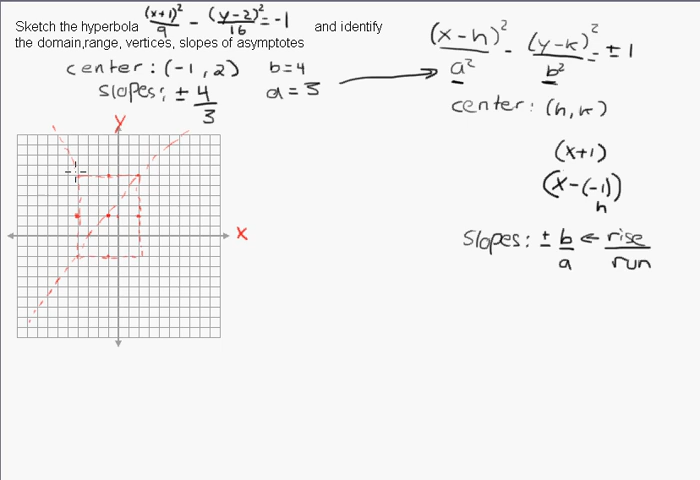 Sketch the hyperbola (x+1)²/9 - (y-2)²/16 = -1 and identify
the domain,range, vertices, slopes of asymptotes
center: (-1, 2) b=4
slopes: ± 4/3 a=3
y
x
(x-h)²/a² - (y-k)²/b² = ±1
center: (h, k)
(x+1)
(x-(-1))
h
slopes: ± b/a ← rise/run